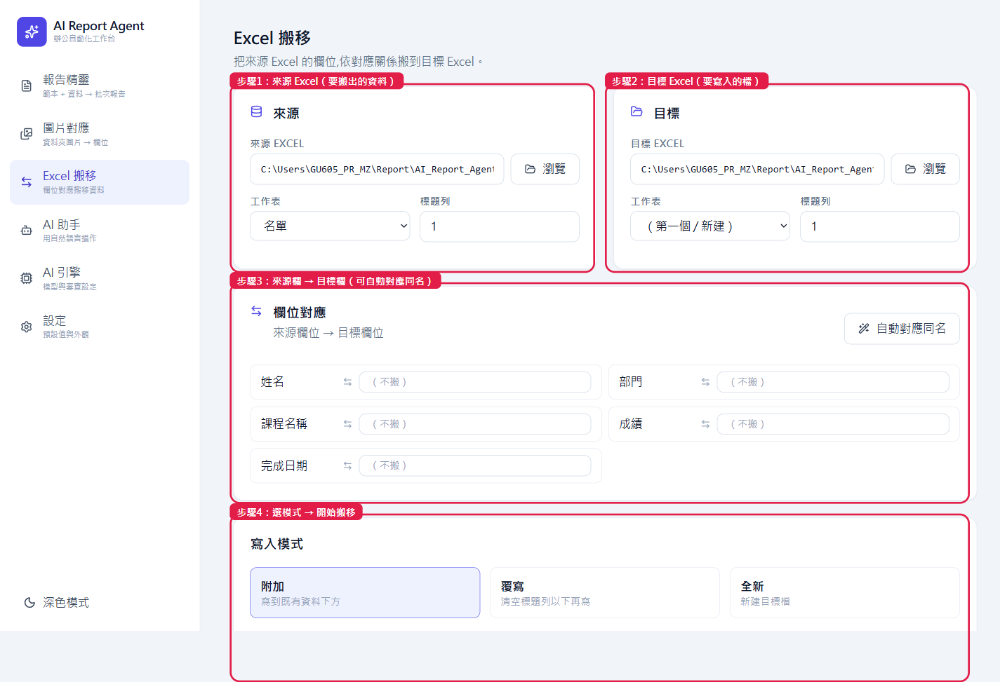 AI Report Agent
辦公自動化工作台
報告精靈
範本 + 資料 → 批次報告
圖片對應
資料夾圖片 → 欄位
Excel 搬移
欄位對應搬移資料
AI 助手
用自然語言操作
AI 引擎
模型與審查設定
設定
預設值與外觀
深色模式
Excel 搬移
把來源 Excel 的欄位,依對應關係搬到目標 Excel。
步驟1：來源 Excel（要搬出的資料）
來源
來源 EXCEL
C:\Users\GU605_PR_MZ\Report\AI_Report_Agent
瀏覽
工作表
標題列
名單
1
步驟2：目標 Excel（要寫入的檔）
目標
目標 EXCEL
C:\Users\GU605_PR_MZ\Report\AI_Report_Agen
瀏覽
工作表
標題列
（第一個 / 新建）
1
步驟3：來源欄 → 目標欄（可自動對應同名）
欄位對應
來源欄位 → 目標欄位
自動對應同名
姓名
（不搬）
部門
（不搬）
課程名稱
（不搬）
成績
（不搬）
完成日期
（不搬）
步驟4：選模式 → 開始搬移
寫入模式
附加
寫到既有資料下方
覆寫
清空標題列以下再寫
全新
新建目標檔